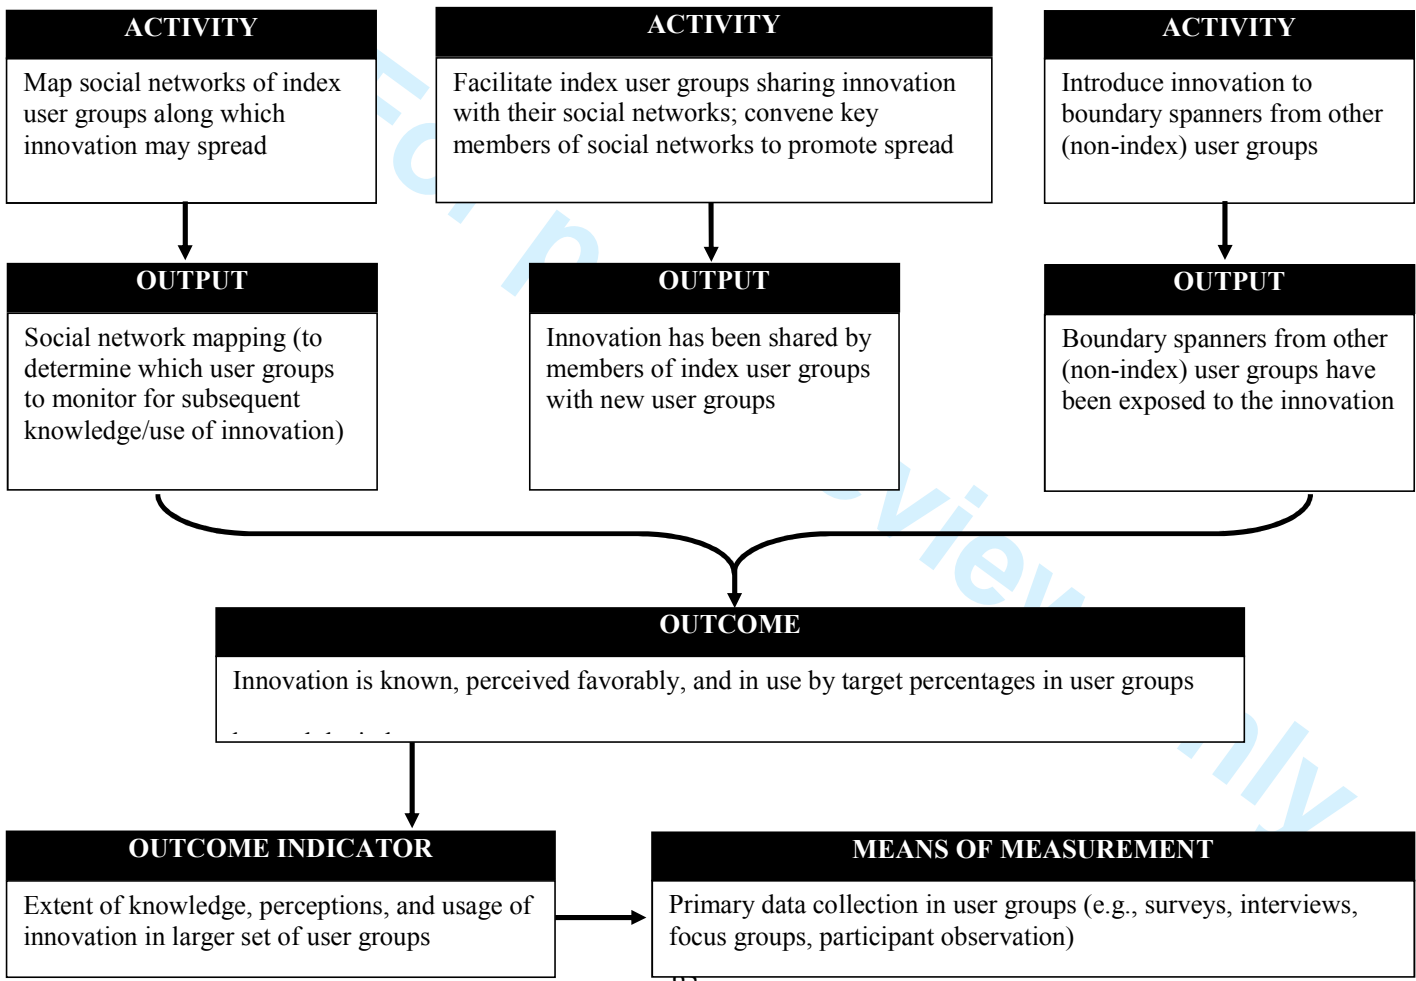 ACTIVITY
Map social networks of index
user groups along which
innovation may spread
ACTIVITY
Facilitate index user groups sharing innovation
with their social networks; convene key
members of social networks to promote spread
ACTIVITY
Introduce innovation to
boundary spanners from other
(non-index) user groups
OUTPUT
Social network mapping (to
determine which user groups
to monitor for subsequent
knowledge/use of innovation)
OUTPUT
Innovation has been shared by
members of index user groups
with new user groups
OUTPUT
Boundary spanners from other
(non-index) user groups have
been exposed to the innovation
OUTCOME
Innovation is known, perceived favorably, and in use by target percentages in user groups
OUTCOME INDICATOR
Extent of knowledge, perceptions, and usage of
innovation in larger set of user groups
MEANS OF MEASUREMENT
Primary data collection in user groups (e.g., surveys, interviews,
focus groups, participant observation)